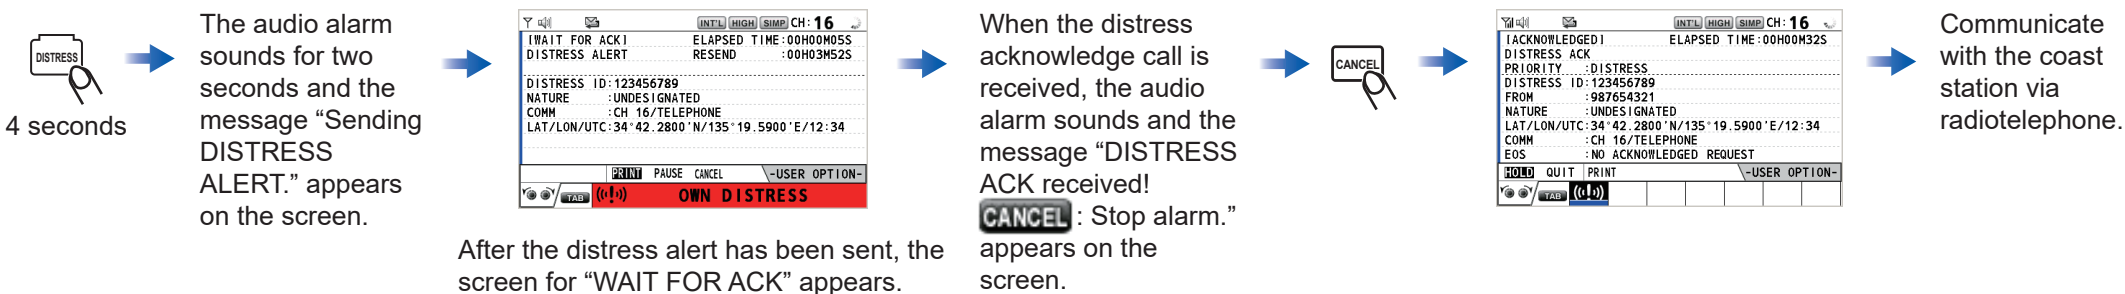 DISTRESS
4 seconds
The audio alarm
sounds for two
seconds and the
message “Sending
DISTRESS
ALERT.” appears
on the screen.
INT'L HIGH SIMP CH: 16
[WAIT FOR ACK] ELAPSED TIME:00H00M05S
DISTRESS ALERT RESEND :00H03M52S
DISTRESS ID:123456789
NATURE :UNDESIGNATED
COMM :CH 16/TELEPHONE
LAT/LON/UTC:34°42.2800'N/135°19.5900'E/12:34
PRINT PAUSE CANCEL -USER OPTION-
TAB OWN DISTRESS
After the distress alert has been sent, the
screen for “WAIT FOR ACK” appears.
When the distress
acknowledge call is
received, the audio
alarm sounds and the
message “DISTRESS
ACK received!
CANCEL : Stop alarm.”
appears on the
screen.
CANCEL
INT'L HIGH SIMP CH: 16
[ACKNOWLEDGED] ELAPSED TIME:00H00M32S
DISTRESS ACK
PRIORITY :DISTRESS
DISTRESS ID:123456789
FROM :987654321
NATURE :UNDESIGNATED
LAT/LON/UTC:34°42.2800'N/135°19.5900'E/12:34
COMM :CH 16/TELEPHONE
EOS :NO ACKNOWLEDGED REQUEST
HOLD QUIT PRINT -USER OPTION-
TAB
Communicate
with the coast
station via
radiotelephone.